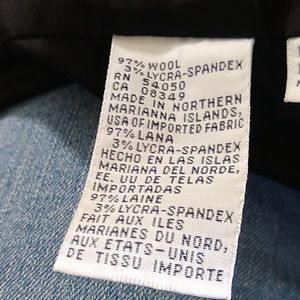 97% WOOL
3% LYCRA-SPANDEX
RN 54050
CA 06349
MADE IN NORTHERN
MARIANNA ISLANDS,
USA OF IMPORTED FABRIC
97% LANA
3% LYCRA-SPANDEX
HECHO EN LAS ISLAS
MARIANA DEL NORDE,
EE. UU DE TELAS
IMPORTADAS
97% LAINE
3% LYCRA-SPANDEX
FAIT AUX ILES
MARIANES DU NORD,
AUX ETATS-UNIS
DE TISSU IMPORTE